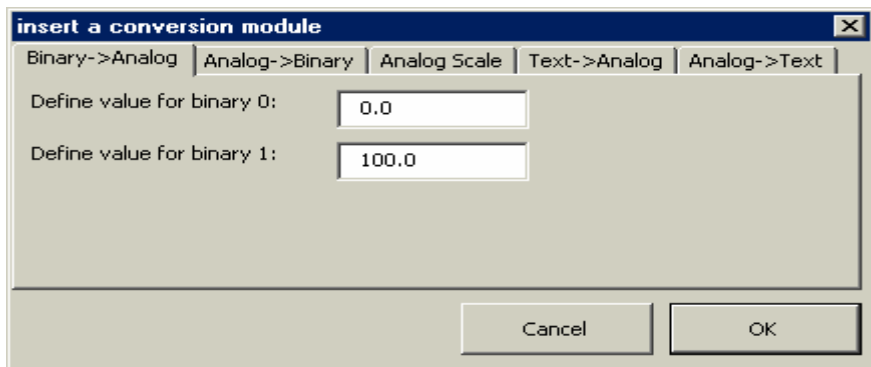 insert a conversion module
Binary->Analog Analog->Binary Analog Scale Text->Analog Analog->Text
Define value for binary 0: 0.0
Define value for binary 1: 100.0
Cancel OK